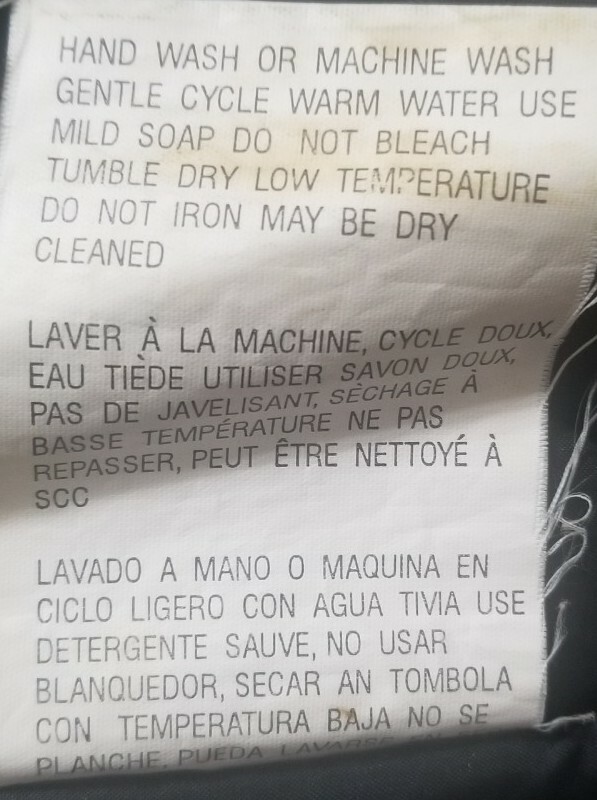 HAND WASH OR MACHINE WASH
GENTLE CYCLE WARM WATER USE
MILD SOAP DO NOT BLEACH
TUMBLE DRY LOW TEMPERATURE
DO NOT IRON MAY BE DRY
CLEANED
LAVER À LA MACHINE, CYCLE DOUX,
EAU TIÈDE UTILISER SAVON DOUX,
PAS DE JAVELISANT, SÈCHAGE À
BASSE TEMPÉRATURE NE PAS
REPASSER, PEUT ÊTRE NETTOYÉ À
SCC
LAVADO A MANO O MAQUINA EN
CICLO LIGERO CON AGUA TIVIA USE
DETERGENTE SAUVE, NO USAR
BLANQUEDOR, SECAR AN TOMBOLA
CON TEMPERATURA BAJA NO SE
PLANCHE. PUEDA